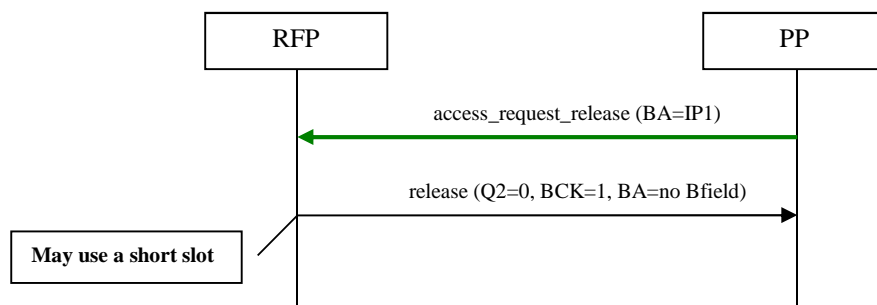 RFP
PP
access_request_release (BA=IP1)
release (Q2=0, BCK=1, BA=no Bfield)
May use a short slot